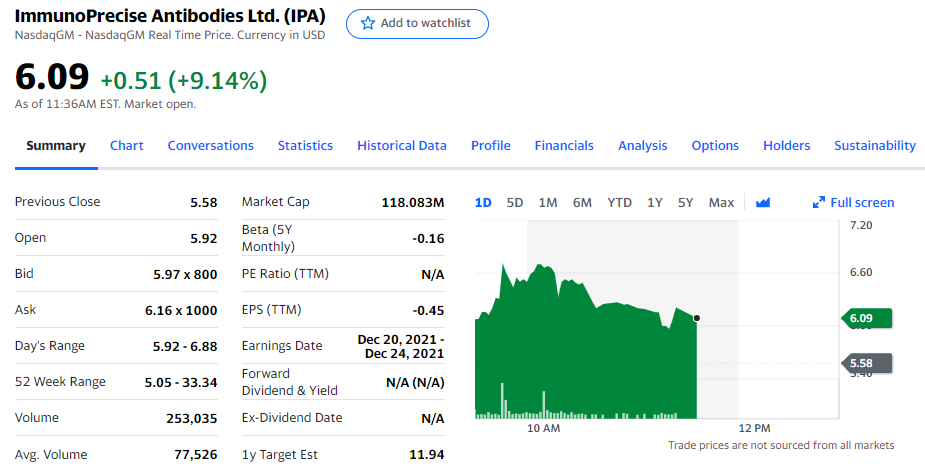 ImmunoPrecise Antibodies Ltd. (IPA)
NasdaqGM - NasdaqGM Real Time Price. Currency in USD
Add to watchlist
6.09 +0.51 (+9.14%)
As of 11:36AM EST. Market open.
Summary Chart Conversations Statistics Historical Data Profile Financials Analysis Options Holders Sustainability
Previous Close 5.58
Open 5.92
Bid 5.97 x 800
Ask 6.16 x 1000
Day's Range 5.92 - 6.88
52 Week Range 5.05 - 33.34
Volume 253,035
Avg. Volume 77,526
Market Cap 118.083M
Beta (5Y
Monthly) -0.16
PE Ratio (TTM) N/A
EPS (TTM) -0.45
Earnings Date Dec 20, 2021 -
Dec 24, 2021
Forward
Dividend & Yield N/A (N/A)
Ex-Dividend Date N/A
1y Target Est 11.94
1D 5D 1M 6M YTD 1Y 5Y Max Full screen
7.20
6.60
6.09
5.58
5.40
10 AM 12 PM
Trade prices are not sourced from all markets